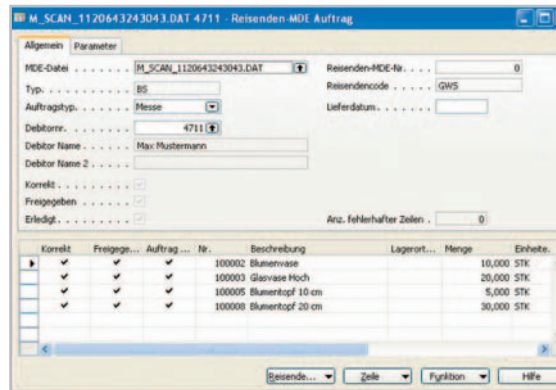 M_SCAN_1120643243043.DAT 4711 - Reisenden-MDE Auftrag
Allgemein Parameter
MDE-Datei . . . . . . . M_SCAN_1120643243043.DAT Reisenden-MDE-Nr. . . . 0
Typ. . . . . . . . . . . BS Reisendencode . . . . . GWS
Auftragstyp. . . . . . . Messe Lieferdatum. . . . . . .
Debitornr. . . . . . . . 4711
Debitor Name . . . . . . Max Mustermann
Debitor Name 2 . . . . .
Korrekt . . . . . . . . .
Freigegeben . . . . . . .
Erledigt. . . . . . . . . Anz. fehlerhafter Zeilen . 0
Korrekt Freigege... Auftrag ... Nr. Beschreibung Lagerort... Menge Einheite.
100002 Blumenvase 10,000 STK
100003 Glasvase Hoch 20,000 STK
100005 Blumentopf 10 cm 5,000 STK
100008 Blumentopf 20 cm 30,000 STK
Reisende... Zeile Funktion Hilfe